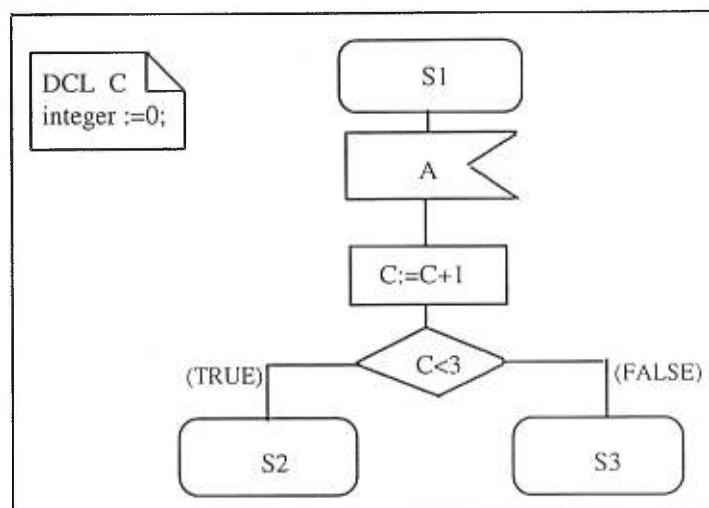 DCL C
integer :=0;
S1
A
C:=C+1
C<3
(TRUE)
(FALSE)
S2
S3